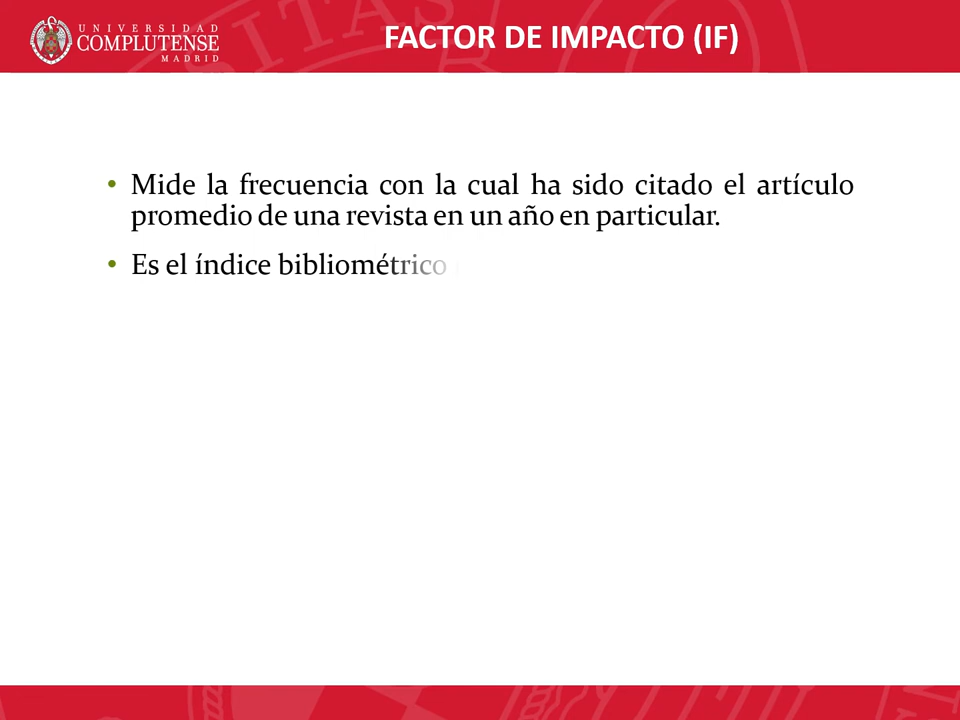 UNIVERSIDAD
COMPLUTENSE
MADRID
FACTOR DE IMPACTO (IF)
• Mide la frecuencia con la cual ha sido citado el artículo
promedio de una revista en un año en particular.
• Es el índice bibliométrico